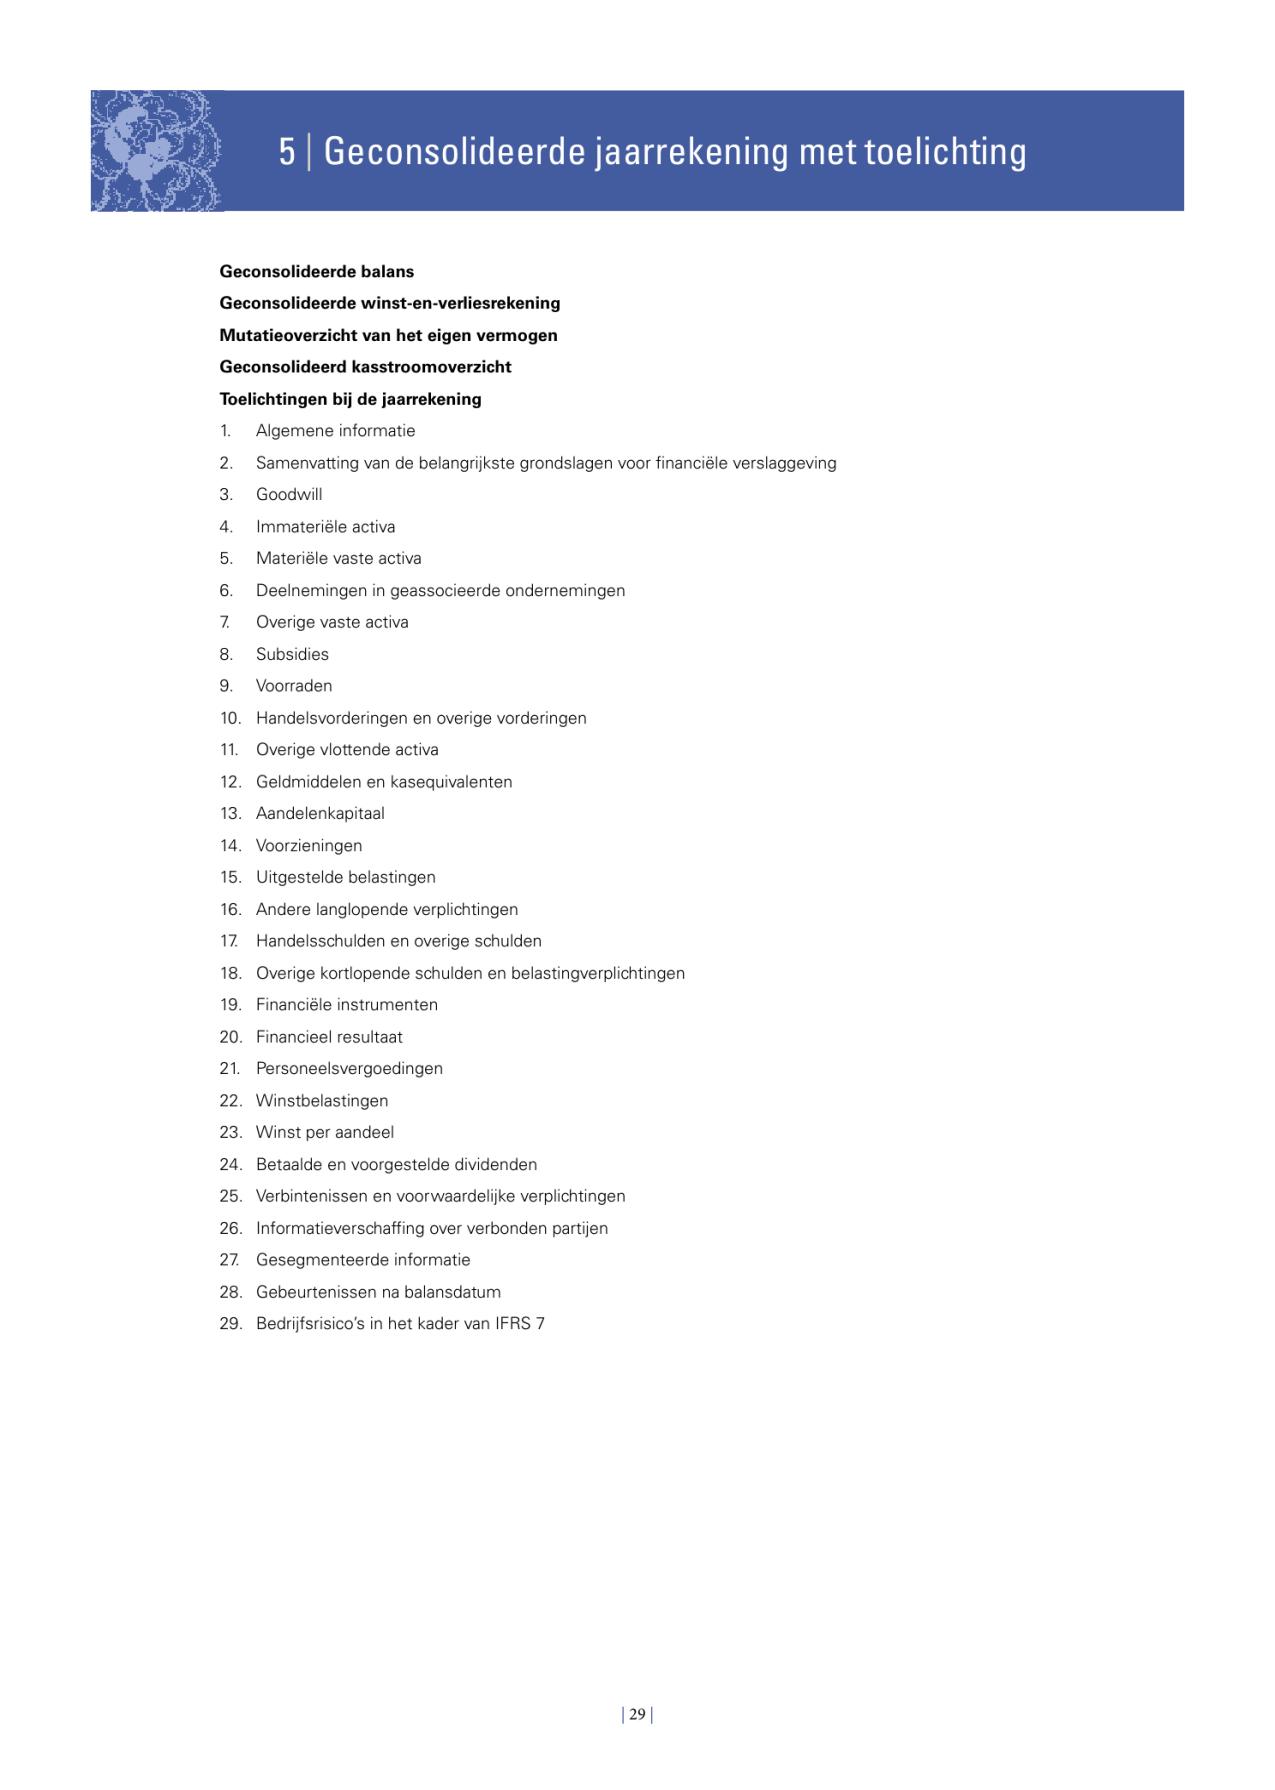 5 | Geconsolideerde jaarrekening met toelichting
Geconsolideerde balans
Geconsolideerde winst-en-verliesrekening
Mutatieoverzicht van het eigen vermogen
Geconsolideerd kasstroomoverzicht
Toelichtingen bij de jaarrekening
1. Algemene informatie
2. Samenvatting van de belangrijkste grondslagen voor financiële verslaggeving
3. Goodwill
4. Immateriële activa
5. Materiële vaste activa
6. Deelnemingen in geassocieerde ondernemingen
7. Overige vaste activa
8. Subsidies
9. Voorraden
10. Handelsvorderingen en overige vorderingen
11. Overige vlottende activa
12. Geldmiddelen en kasequivalenten
13. Aandelenkapitaal
14. Voorzieningen
15. Uitgestelde belastingen
16. Andere langlopende verplichtingen
17. Handelsschulden en overige schulden
18. Overige kortlopende schulden en belastingverplichtingen
19. Financiële instrumenten
20. Financieel resultaat
21. Personeelsvergoedingen
22. Winstbelastingen
23. Winst per aandeel
24. Betaalde en voorgestelde dividenden
25. Verbintenissen en voorwaardelijke verplichtingen
26. Informatieverschaffing over verbonden partijen
27. Gesegmenteerde informatie
28. Gebeurtenissen na balansdatum
29. Bedrijfsrisico’s in het kader van IFRS 7
| 29 |